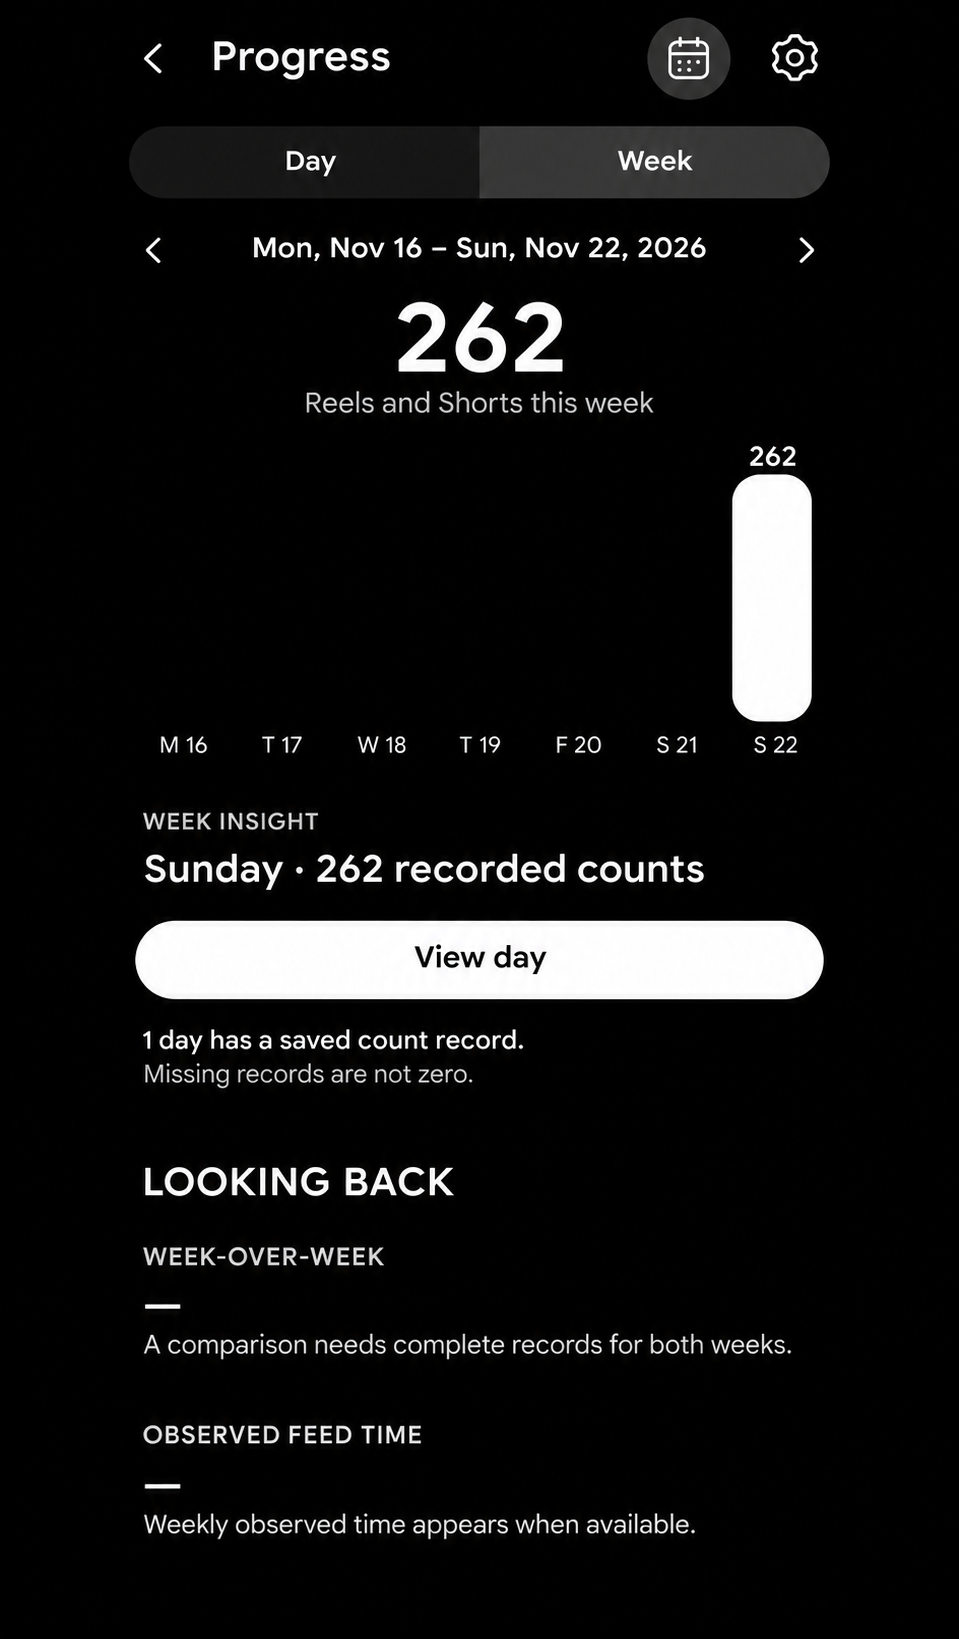 Progress
Day
Week
Mon, Nov 16 – Sun, Nov 22, 2026
262
Reels and Shorts this week
262
M 16
T 17
W 18
T 19
F 20
S 21
S 22
WEEK INSIGHT
Sunday · 262 recorded counts
View day
1 day has a saved count record.
Missing records are not zero.
LOOKING BACK
WEEK-OVER-WEEK
—
A comparison needs complete records for both weeks.
OBSERVED FEED TIME
—
Weekly observed time appears when available.